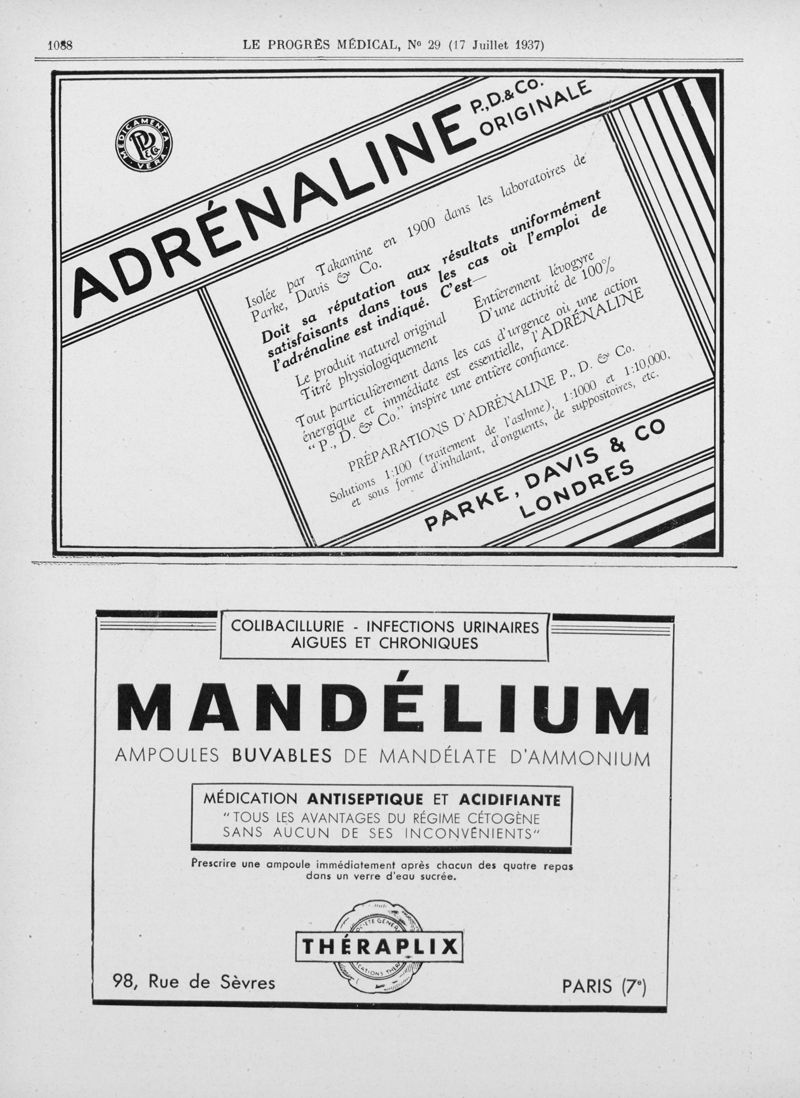 1088
LE PROGRÈS MÉDICAL, No 29 (17 Juillet 1937)
MEDICAMENTA VERA
P D & Co
ADRÉNALINE P., D. & Co.
ORIGINALE
Isolée par Takamine en 1900 dans les laboratoires de
Parke, Davis & Co.
Doit sa réputation aux résultats uniformément
satisfaisants dans tous les cas où l'emploi de
l'adrénaline est indiqué. C'est—
Le produit naturel original Entièrement lévogyre
Titré physiologiquement D'une activité de 100%
Tout particulièrement dans les cas d'urgence où une action
énergique et immédiate est essentielle, l'ADRÉNALINE
"P., D. & Co." inspire une entière confiance.
PRÉPARATIONS D'ADRÉNALINE P., D. & Co.
Solutions 1:100 (traitement de l'asthme), 1:1000 et 1:10,000,
et sous forme d'inhalant, d'onguents, de suppositoires, etc.
PARKE, DAVIS & CO
LONDRES
COLIBACILLURIE - INFECTIONS URINAIRES
AIGUES ET CHRONIQUES
MANDÉLIUM
AMPOULES BUVABLES DE MANDÉLATE D'AMMONIUM
MÉDICATION ANTISEPTIQUE ET ACIDIFIANTE
"TOUS LES AVANTAGES DU RÉGIME CÉTOGÈNE
SANS AUCUN DE SES INCONVÉNIENTS"
Prescrire une ampoule immédiatement après chacun des quatre repas
dans un verre d'eau sucrée.
THÉRAPLIX
98, Rue de Sèvres PARIS (7e)